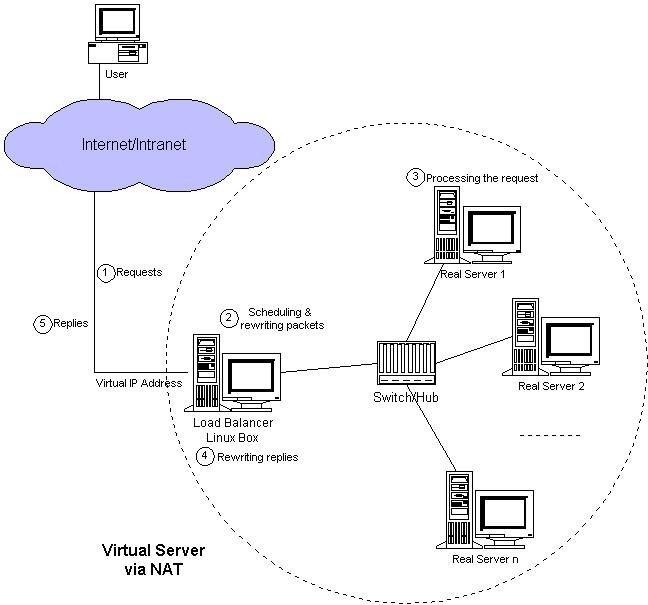 User
Internet/Intranet
3 Processing the request
Real Server 1
1 Requests
2 Scheduling &
rewriting packets
5 Replies
Virtual IP Address
Real Server 2
Switch/Hub
Load Balancer
Linux Box
4 Rewriting replies
Virtual Server
via NAT
Real Server n